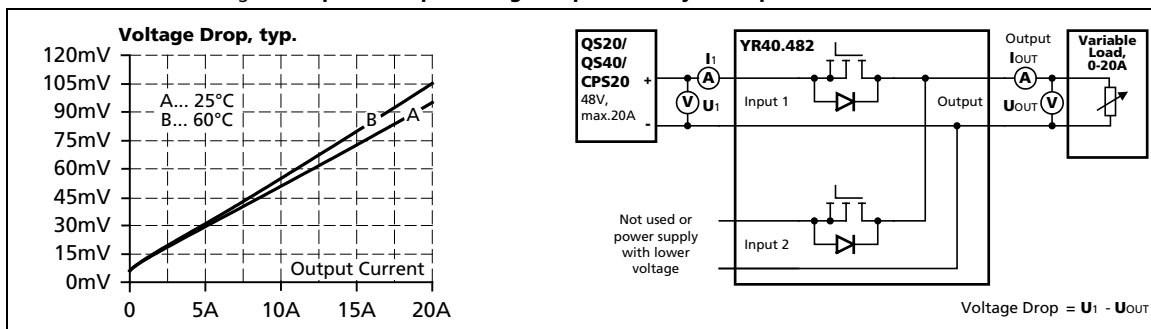 Voltage Drop, typ.
120mV
105mV
90mV
75mV
60mV
45mV
30mV
15mV
0mV
A... 25°C
B... 60°C
B
A
Output Current
0
5A
10A
15A
20A
QS20/
QS40/
CPS20
48V,
max.20A
+
-
I1
A
V
U1
YR40.482
Input 1
Output
Input 2
Not used or
power supply
with lower
voltage
Output
IOUT
A
UOUT
V
Variable
Load,
0-20A
Voltage Drop = U1 - UOUT